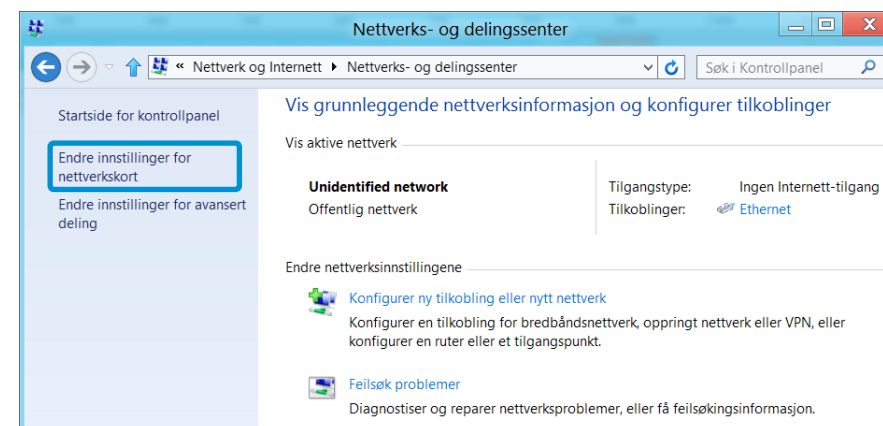 Nettverks- og delingssenter
« Nettverk og Internett ▸ Nettverks- og delingssenter
Søk i Kontrollpanel
Startside for kontrollpanel
Endre innstillinger for
nettverkskort
Endre innstillinger for avansert
deling
Vis grunnleggende nettverksinformasjon og konfigurer tilkoblinger
Vis aktive nettverk
Unidentified network
Offentlig nettverk
Tilgangstype: Ingen Internett-tilgang
Tilkoblinger: Ethernet
Endre nettverksinnstillingene
Konfigurer ny tilkobling eller nytt nettverk
Konfigurer en tilkobling for bredbåndsnettverk, oppringt nettverk eller VPN, eller
konfigurer en ruter eller et tilgangspunkt.
Feilsøk problemer
Diagnostiser og reparer nettverksproblemer, eller få feilsøkingsinformasjon.